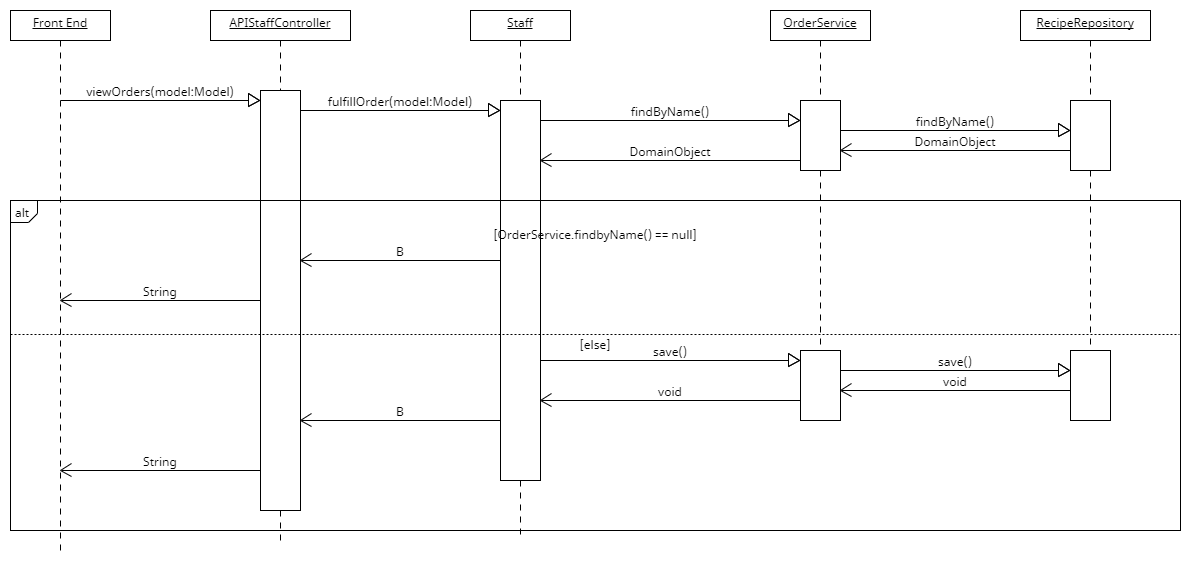 Front End
APIStaffController
Staff
OrderService
RecipeRepository
viewOrders(model:Model)
fulfillOrder(model:Model)
findByName()
findByName()
DomainObject
DomainObject
alt
[OrderService.findbyName() == null]
B
String
[else]
save()
save()
void
void
B
String